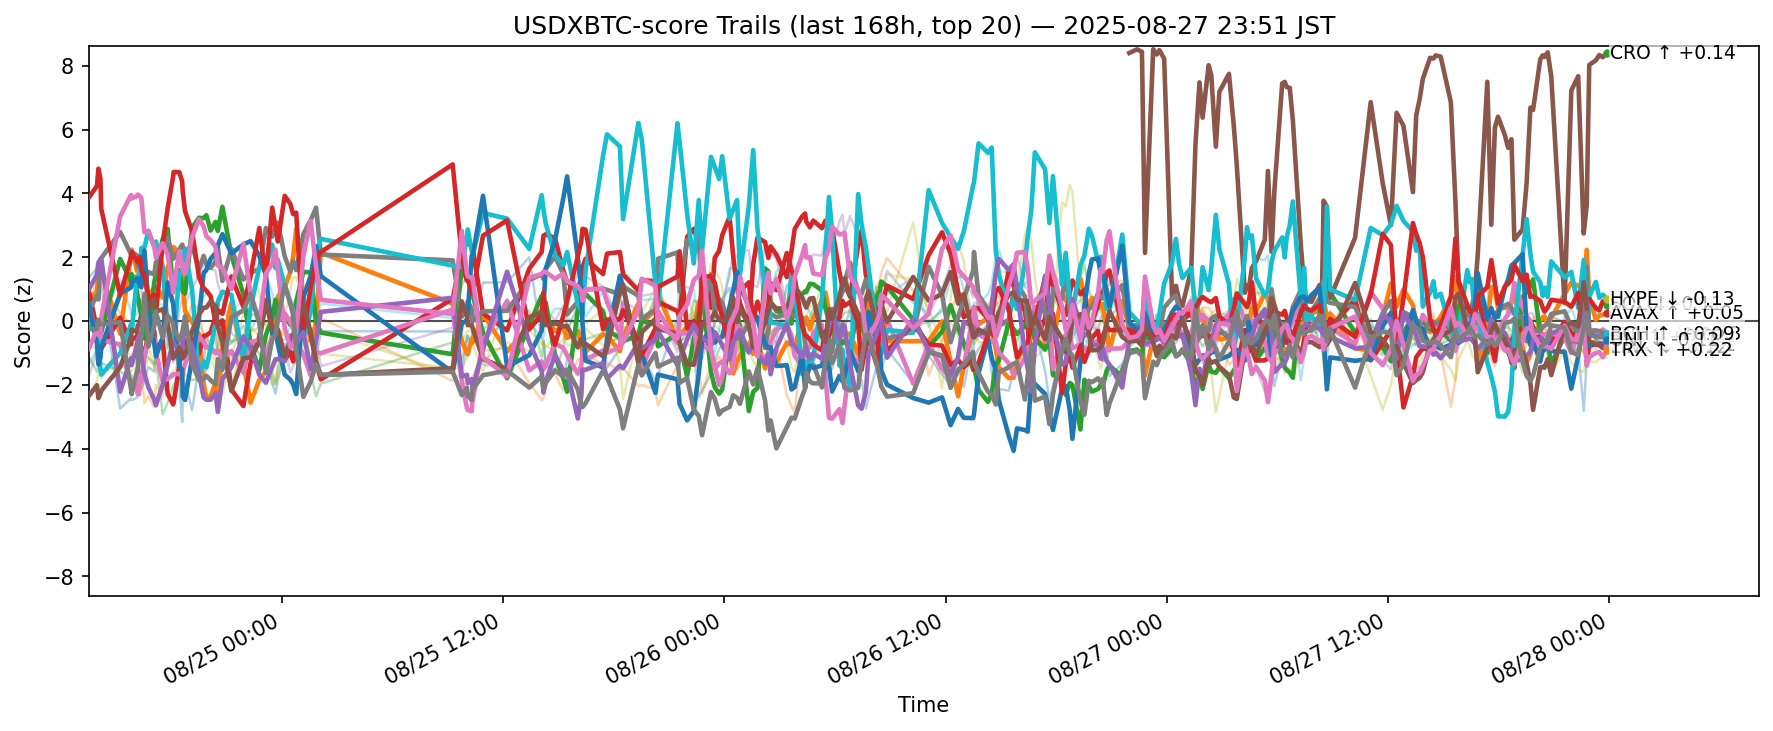 USDXBTC-score Trails (last 168h, top 20) — 2025-08-27 23:51 JST
8
6
4
2
0
−2
−4
−6
−8
Score (z)
CRO ↑ +0.14
HYPE ↓ -0.13
AVAX ↑ +0.05
TRX ↑ +0.22
08/25 00:00
08/25 12:00
08/26 00:00
08/26 12:00
08/27 00:00
08/27 12:00
08/28 00:00
Time